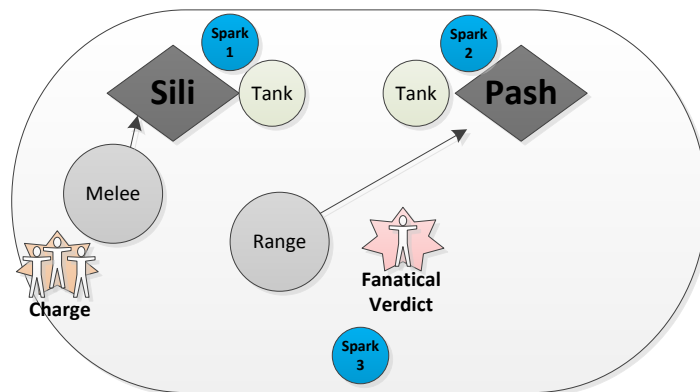 Spark
1
Spark
2
Sili
Tank
Tank
Pash
Melee
Range
Charge
Fanatical
Verdict
Spark
3